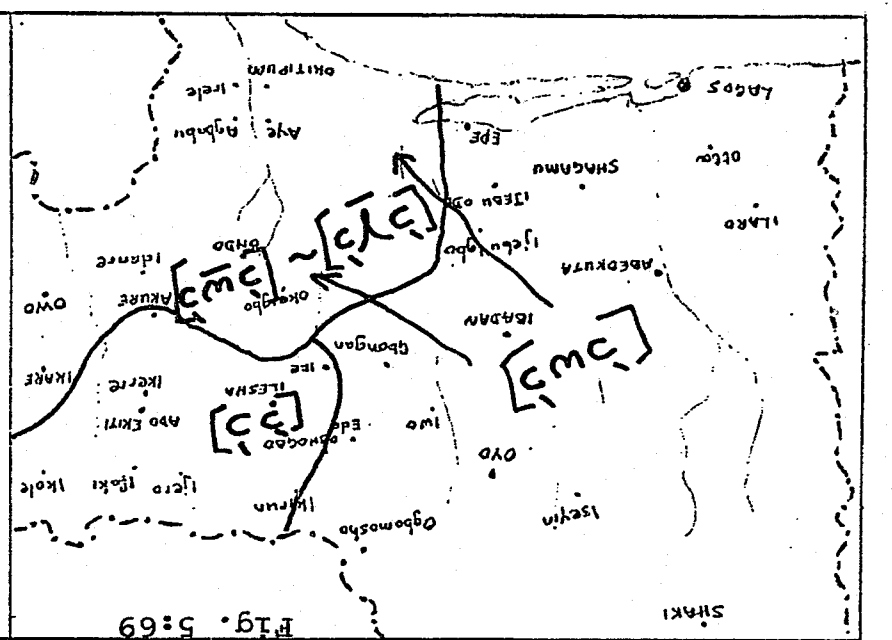 Fig. 5:69
SHAKI
Iseyin
Ogbomosho
Ikirun
Ijero
Ifaki
Ikole
OYO
Iwo
Ede
OSHOGBO
ADO EKITI
ILESHA
Ikerre
IKARE
IFE
Gbongan
IBADAN
AKURE
OWO
Okeigbo
ABEOKUTA
ONDO
Idanre
Ijebu Igbo
ILARO
IJEBU ODE
SHAGAMU
Otta
EPE
Aye
Agbabu
LAGOS
Irele
OKITIPUPA